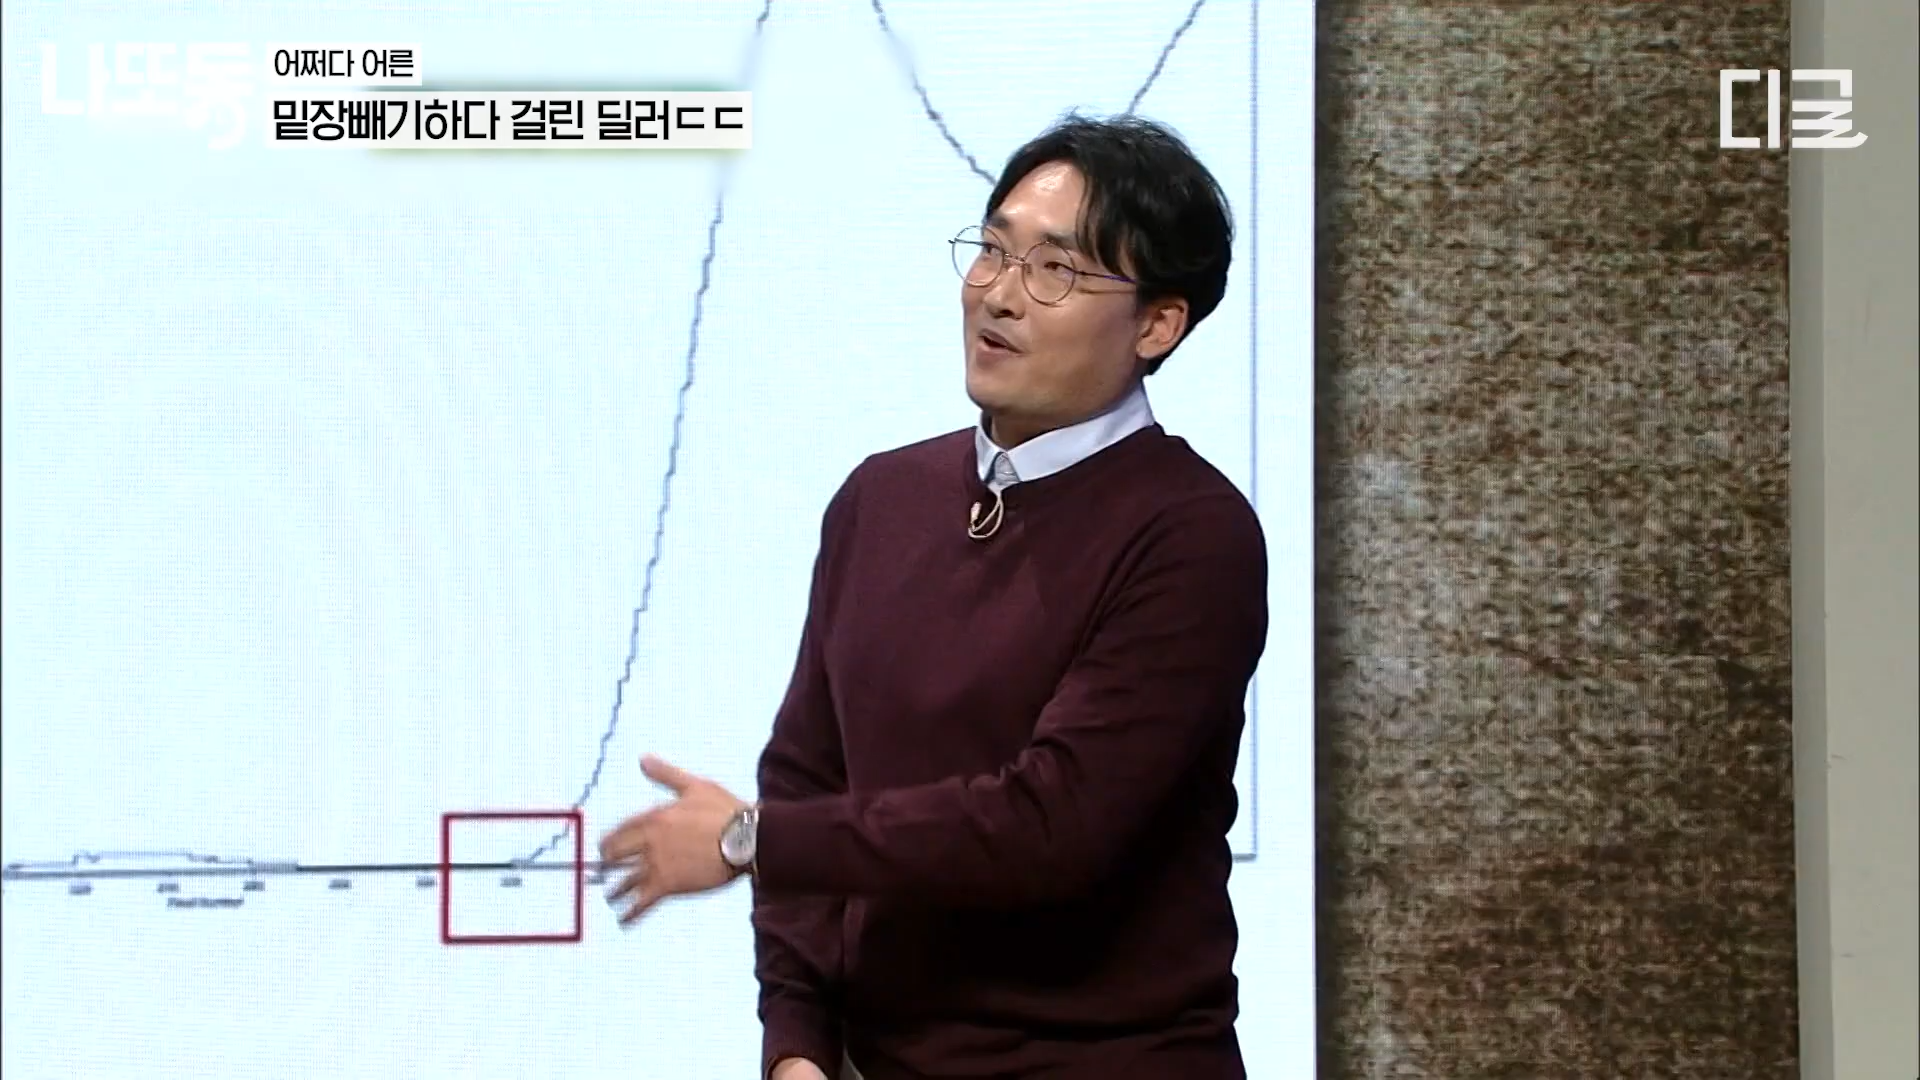 나또동
어쩌다 어른
밑장빼기하다 걸린 딜러ㄷㄷ
디글